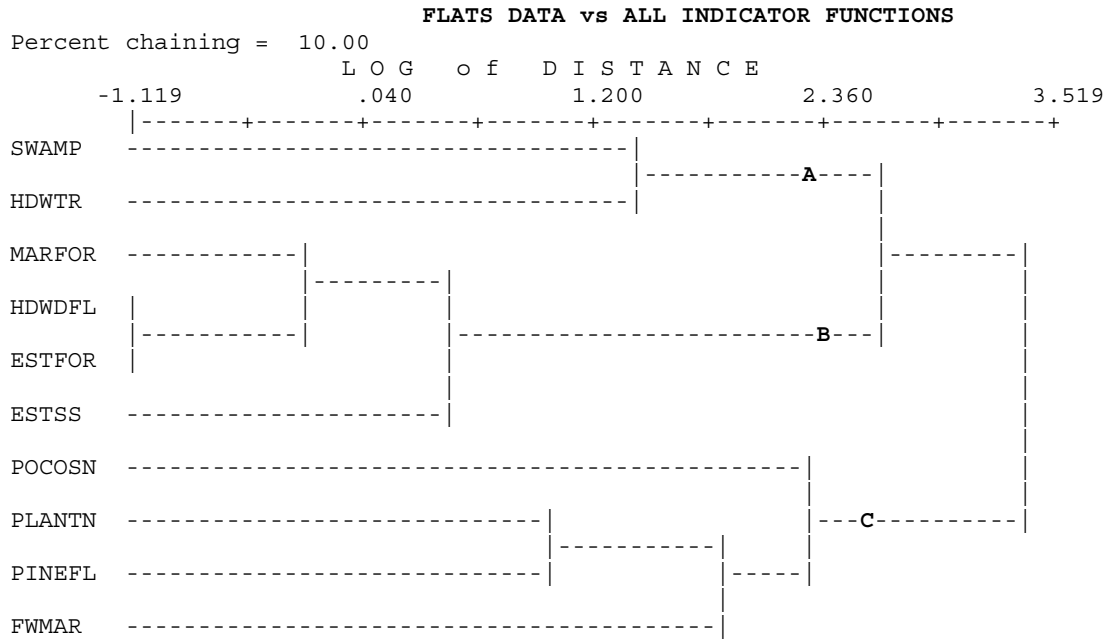 FLATS DATA vs ALL INDICATOR FUNCTIONS
Percent chaining = 10.00
L O G o f D I S T A N C E
-1.119 .040 1.200 2.360 3.519
SWAMP
A
HDWTR
MARFOR
HDWDFL
B
ESTFOR
ESTSS
POCOSN
PLANTN C
PINEFL
FWMAR